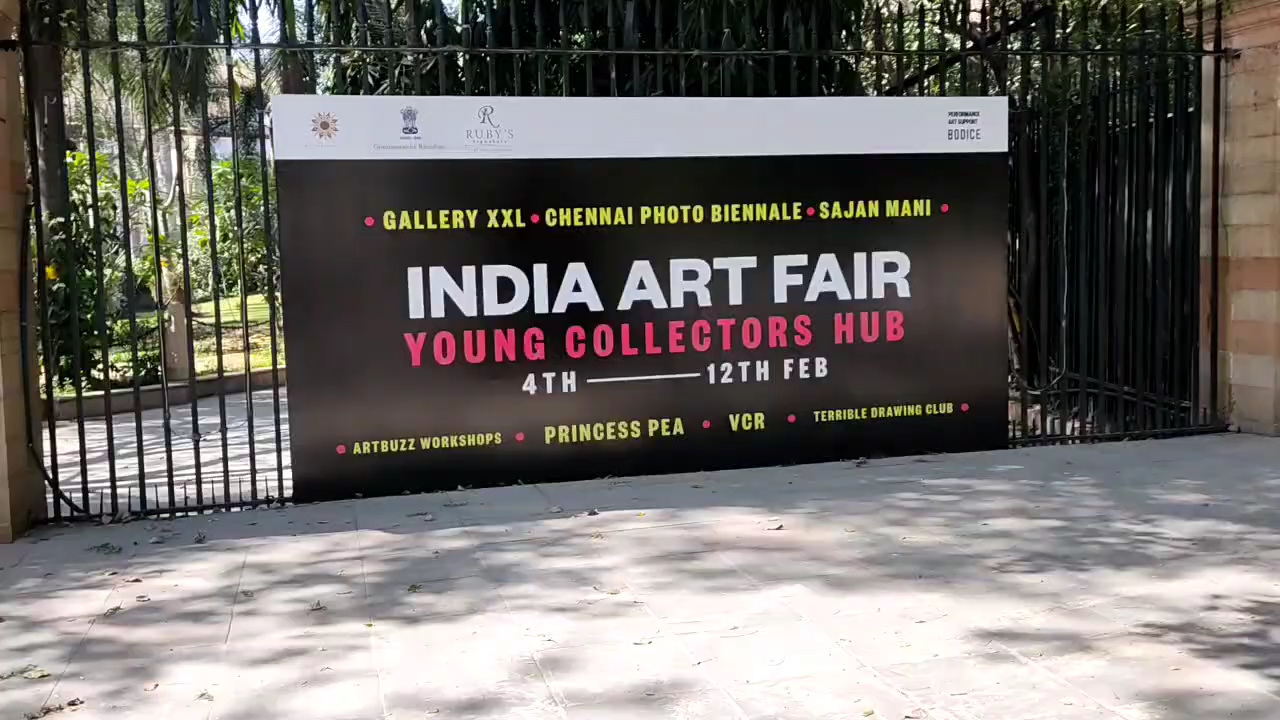 R
RUBY'S
PERFORMANCE
ART SUPPORT
BODICE
• GALLERY XXL • CHENNAI PHOTO BIENNALE • SAJAN MANI •
INDIA ART FAIR
YOUNG COLLECTORS HUB
4TH — 12TH FEB
• ARTBUZZ WORKSHOPS • PRINCESS PEA • VCR • TERRIBLE DRAWING CLUB •